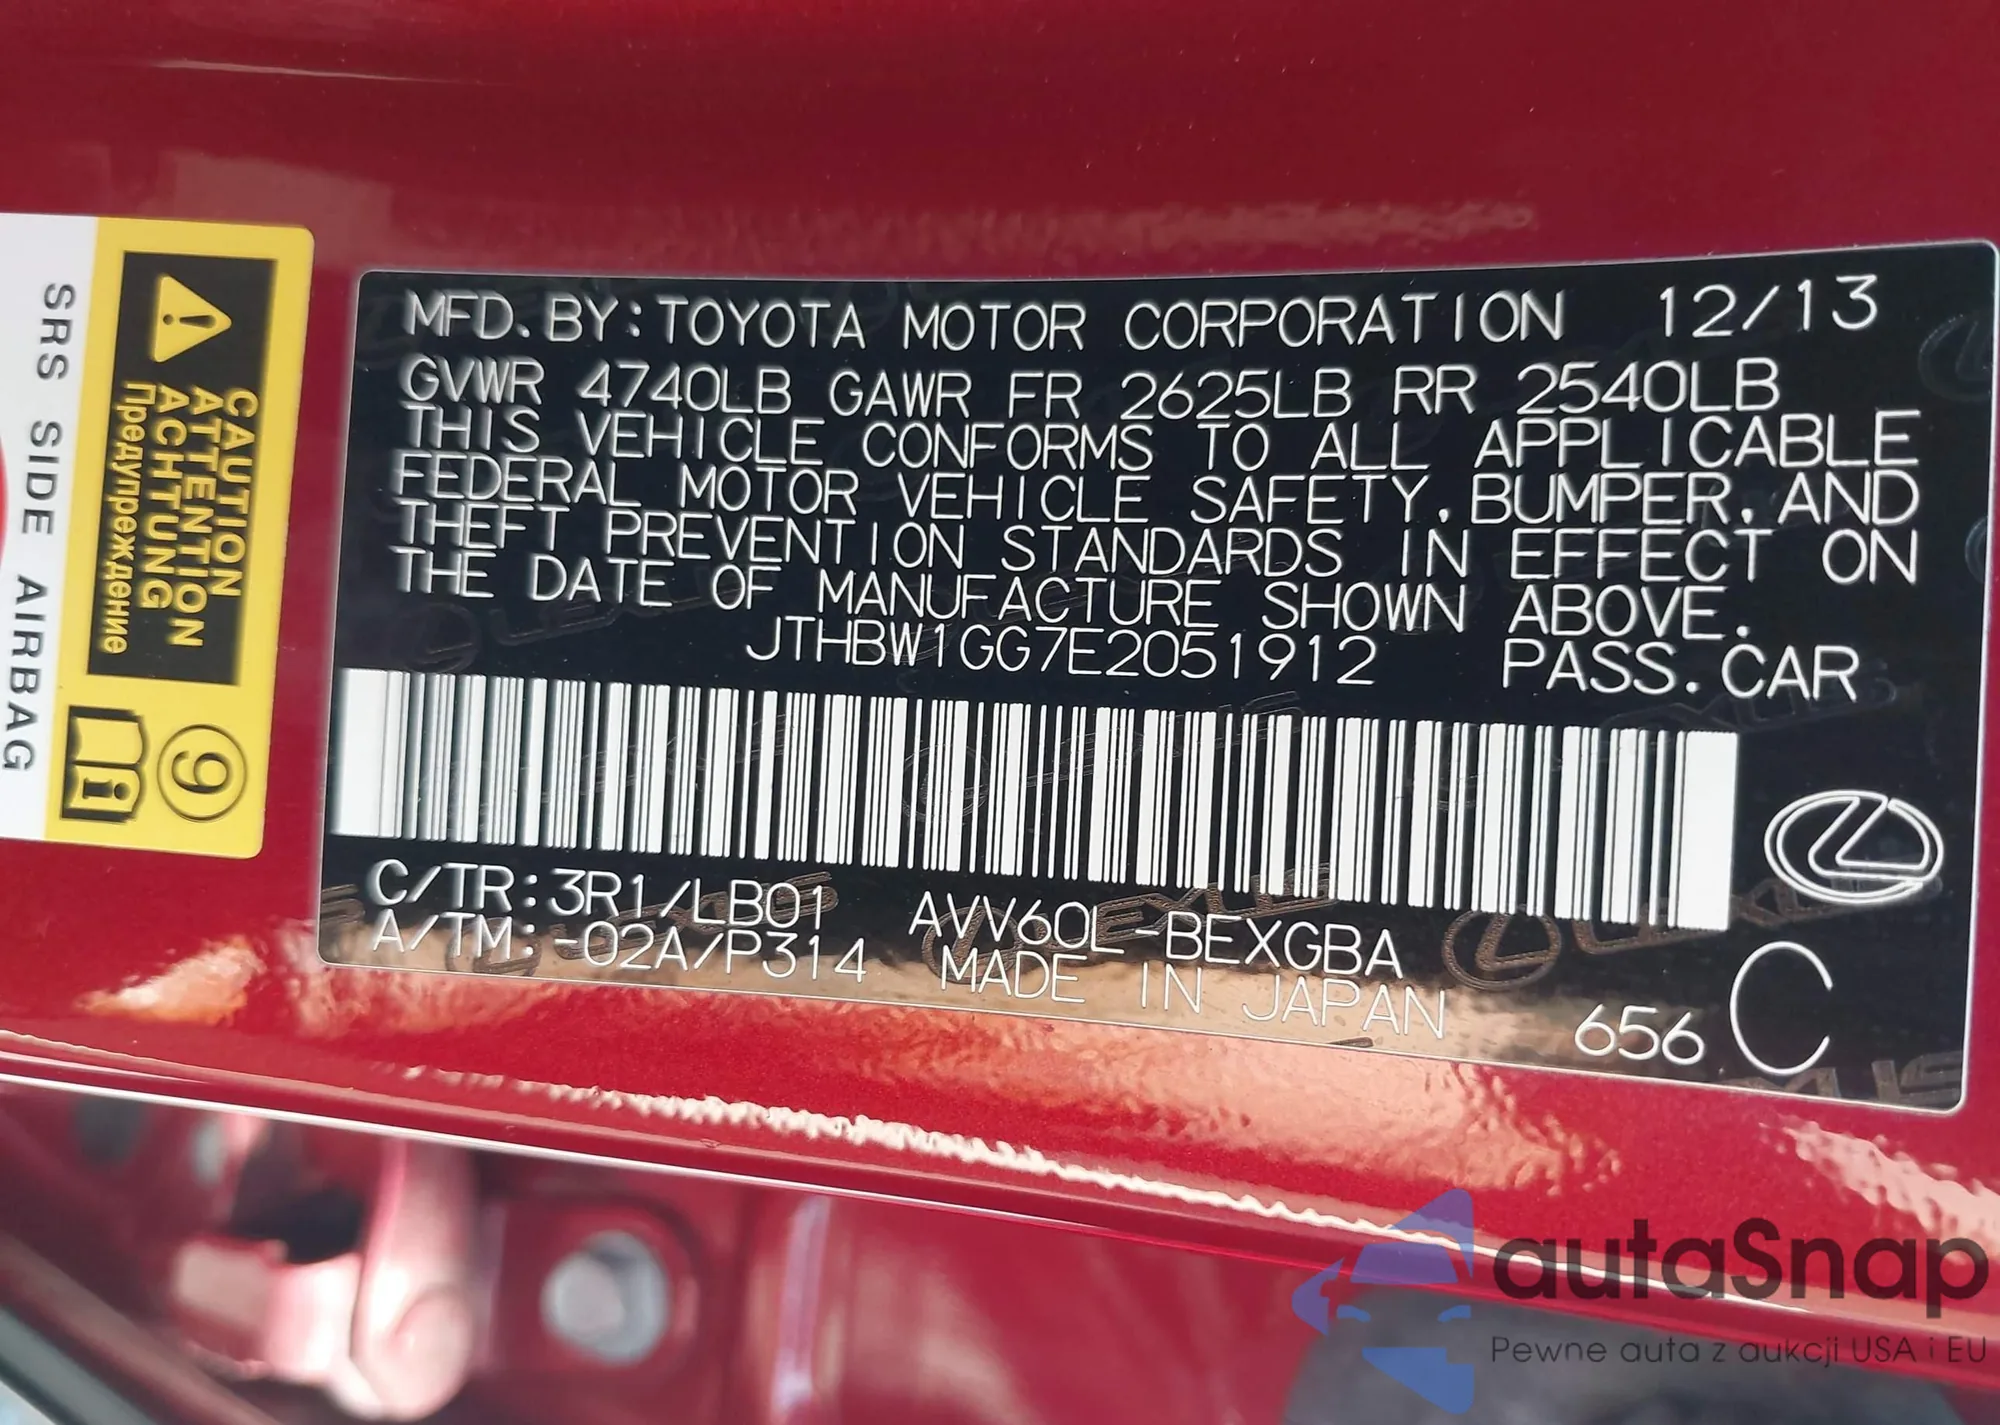 SRS SIDE AIRBAG
CAUTION
ATTENTION
ACHTUNG
Предупреждение
9
MFD. BY: TOYOTA MOTOR CORPORATION 12/13
GVWR 4740LB GAWR FR 2625LB RR 2540LB
THIS VEHICLE CONFORMS TO ALL APPLICABLE
FEDERAL MOTOR VEHICLE SAFETY, BUMPER, AND
THEFT PREVENTION STANDARDS IN EFFECT ON
THE DATE OF MANUFACTURE SHOWN ABOVE.
JTHBW1GG7E2051912 PASS. CAR
C/TR:3R1/LB01 AVV60L-BEXGBA
A/TM:-02A/P314 MADE IN JAPAN 656 C
autaSnap
Pewne auta z aukcji USA i EU